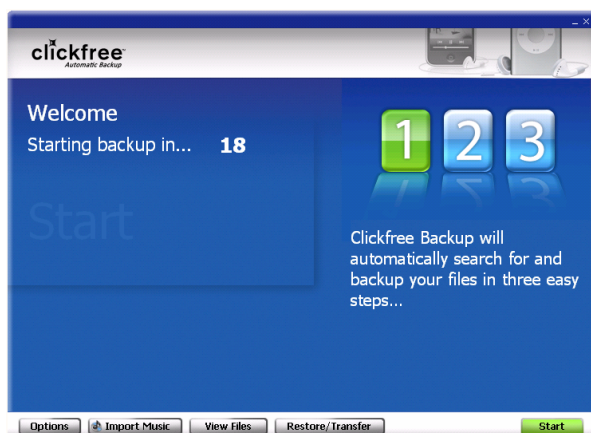 clickfree
Automatic Backup
Welcome
Starting backup in... 18
Start
1 2 3
Clickfree Backup will
automatically search for and
backup your files in three easy
steps...
Options Import Music View Files Restore/Transfer Start